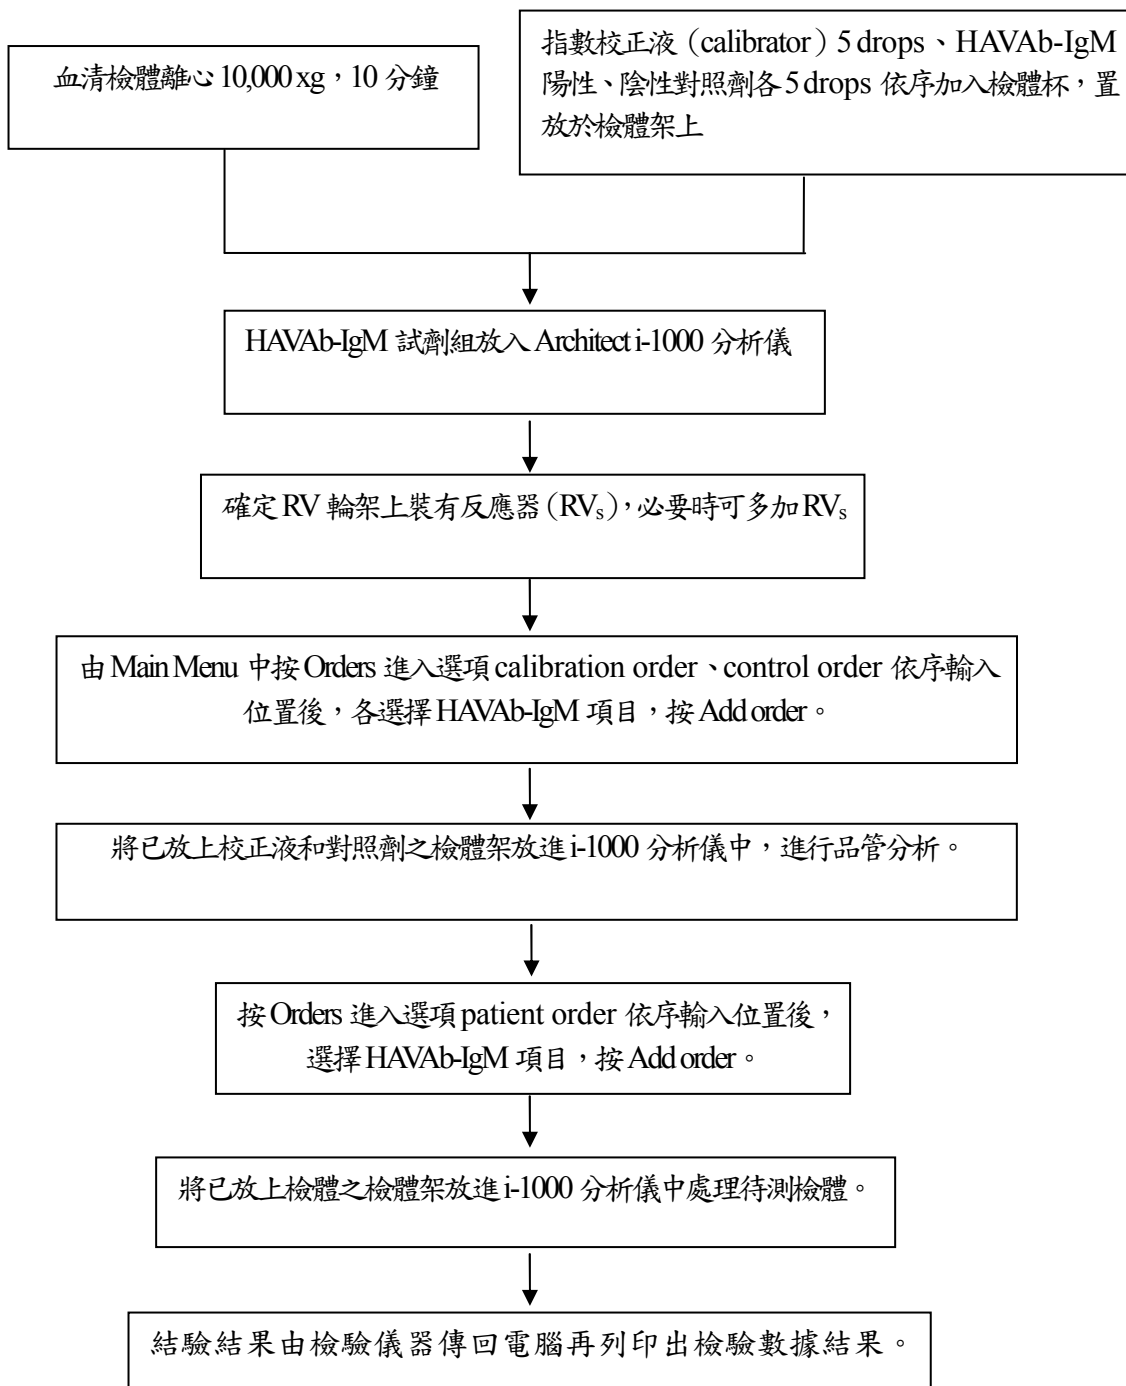 血清檢體離心 10,000 xg，10 分鐘
指數校正液（calibrator）5 drops、HAVAb-IgM
陽性、陰性對照劑各 5 drops 依序加入檢體杯，置
放於檢體架上
HAVAb-IgM 試劑組放入 Architect i-1000 分析儀
確定 RV 輪架上裝有反應器（RVs），必要時可多加 RVs
由 Main Menu 中按 Orders 進入選項 calibration order、control order 依序輸入
位置後，各選擇 HAVAb-IgM 項目，按 Add order。
將已放上校正液和對照劑之檢體架放進 i-1000 分析儀中，進行品管分析。
按 Orders 進入選項 patient order 依序輸入位置後，
選擇 HAVAb-IgM 項目，按 Add order。
將已放上檢體之檢體架放進 i-1000 分析儀中處理待測檢體。
結驗結果由檢驗儀器傳回電腦再列印出檢驗數據結果。